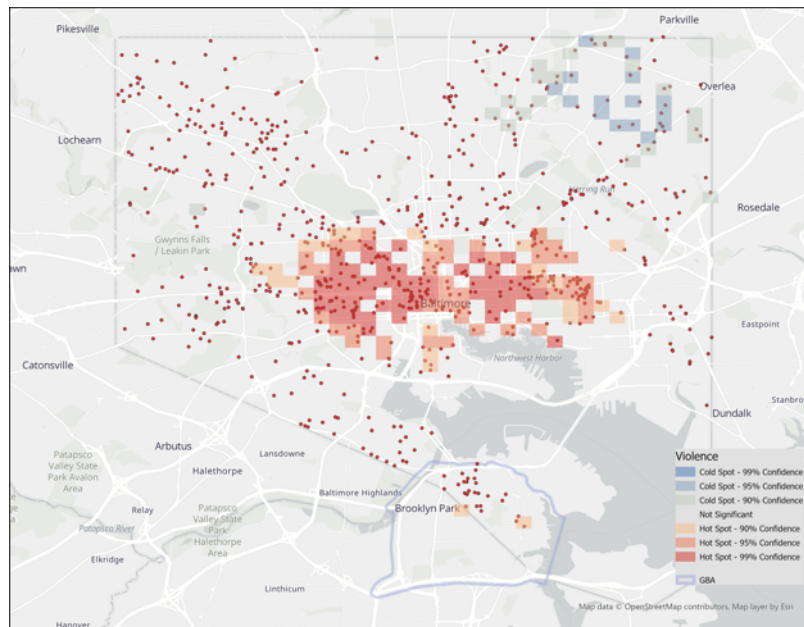 Pikesville
Parkville
Overlea
Lochearn
Herring Run
Rosedale
Gwynns Falls
/ Leakin Park
awn
Baltimore
Eastpoint
Northwest Harbor
Catonsville
Stanbro
Dundalk
Arbutus
Lansdowne
Patapsco
Valley State
Park Avalon
Area
Halethorpe
Baltimore Highlands
Relay
Patapsco
Valley State
Park
Halethorpe
Area
Brooklyn Park
Patapsco River
Elkridge
Linthicum
Hanover
Violence
Cold Spot - 99% Confidence
Cold Spot - 95% Confidence
Cold Spot - 90% Confidence
Not Significant
Hot Spot - 90% Confidence
Hot Spot - 95% Confidence
Hot Spot - 99% Confidence
GBA
Map data © OpenStreetMap contributors, Map layer by Esri